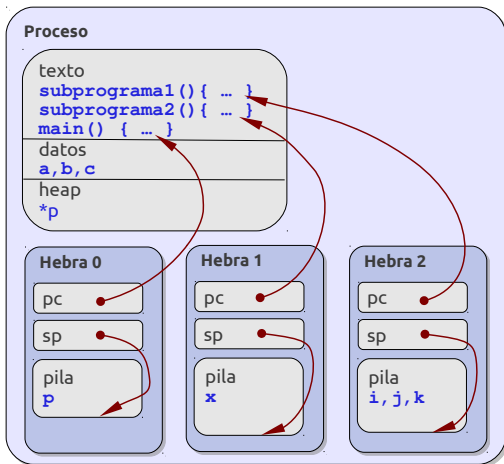 Proceso
texto
subprograma1(){ … }
subprograma2(){ … }
main() { … }
datos
a,b,c
heap
*p
Hebra 0
pc
sp
pila
p
Hebra 1
pc
sp
pila
x
Hebra 2
pc
sp
pila
i,j,k